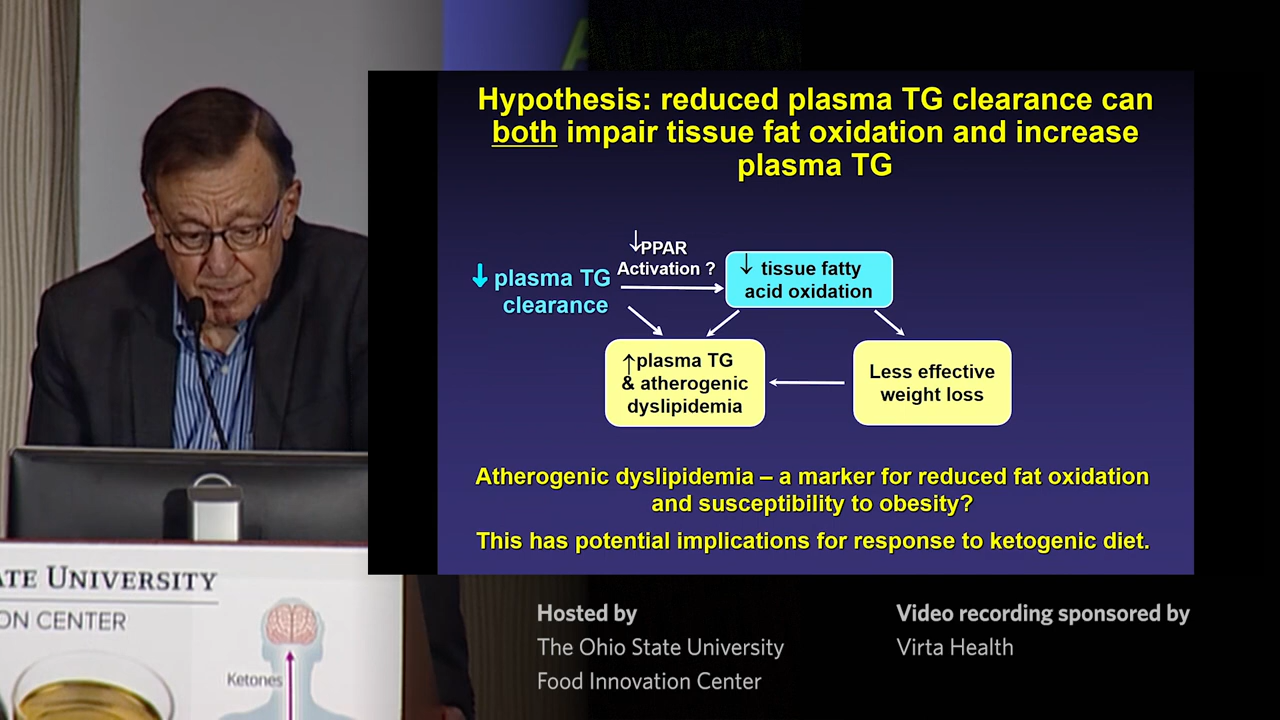 Hypothesis: reduced plasma TG clearance can
both impair tissue fat oxidation and increase
plasma TG
↓PPAR
Activation ?
↓ plasma TG
clearance
↓ tissue fatty
acid oxidation
↑plasma TG
& atherogenic
dyslipidemia
Less effective
weight loss
Atherogenic dyslipidemia – a marker for reduced fat oxidation
and susceptibility to obesity?
This has potential implications for response to ketogenic diet.
ATE UNIVERSITY
ON CENTER
Ketones
Hosted by
The Ohio State University
Food Innovation Center
Video recording sponsored by
Virta Health